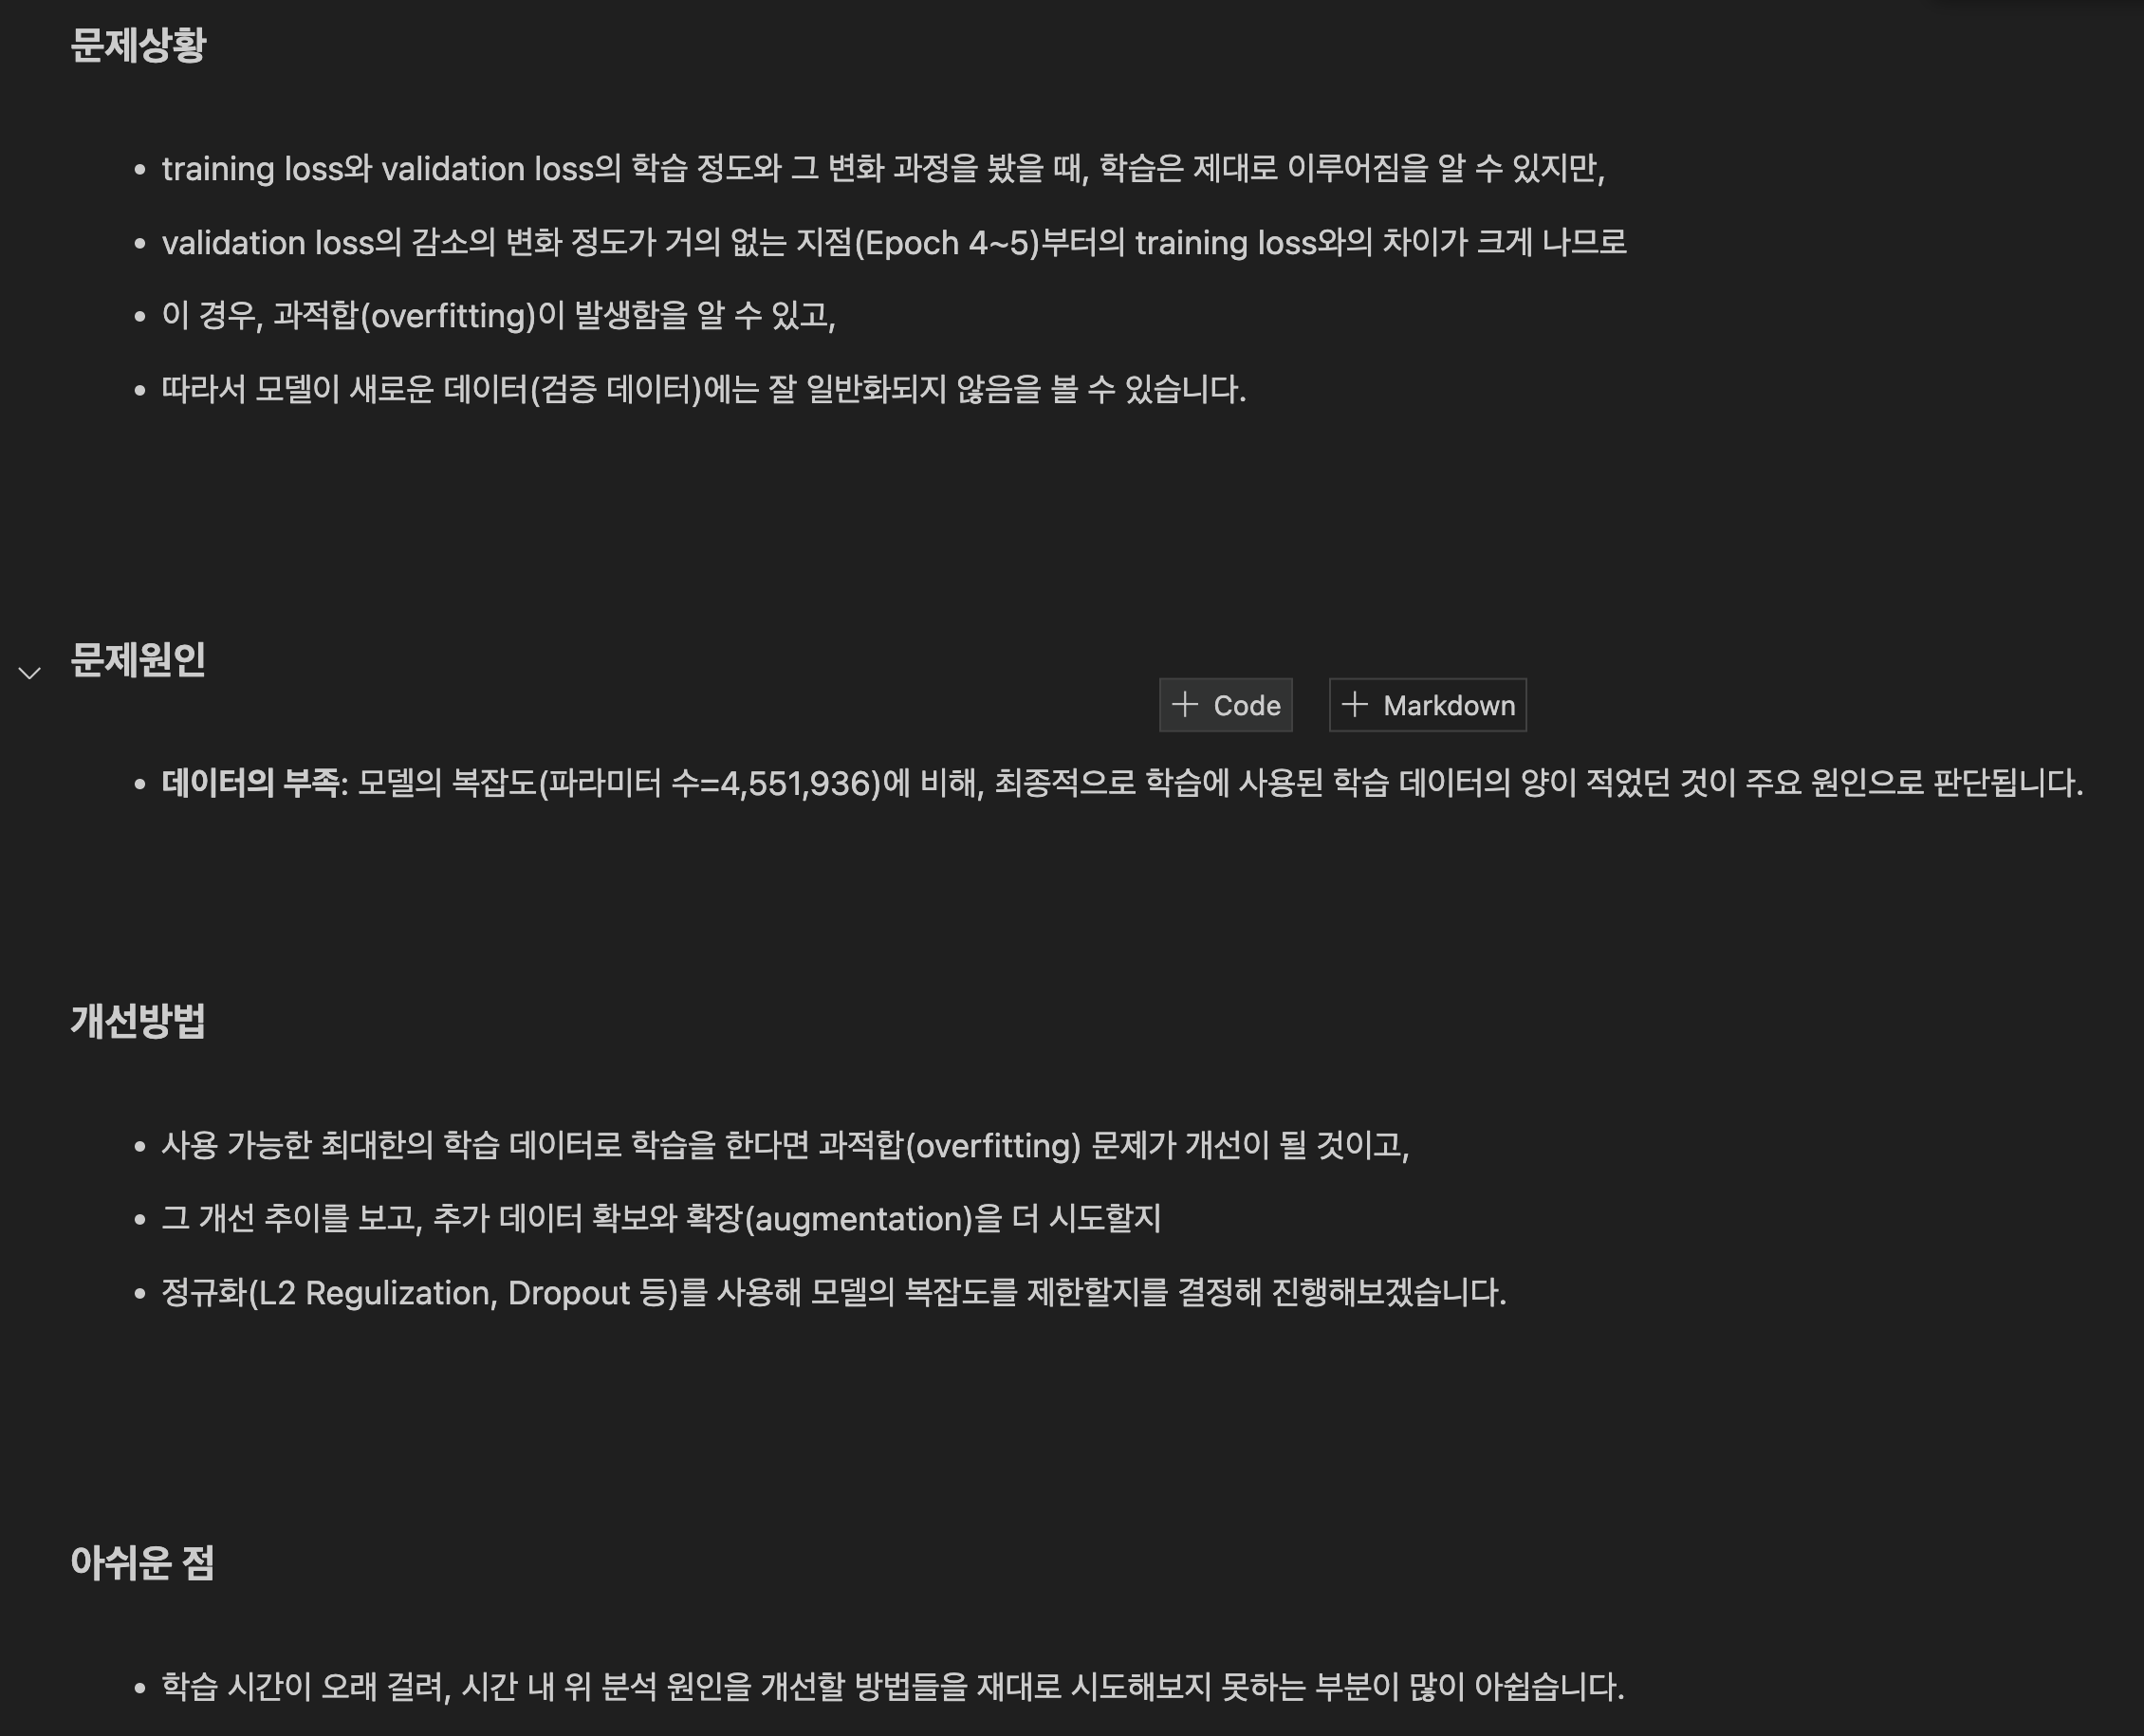 문제상황
training loss와 validation loss의 학습 정도와 그 변화 과정을 봤을 때, 학습은 제대로 이루어짐을 알 수 있지만,
validation loss의 감소의 변화 정도가 거의 없는 지점(Epoch 4~5)부터의 training loss와의 차이가 크게 나므로
이 경우, 과적합(overfitting)이 발생함을 알 수 있고,
따라서 모델이 새로운 데이터(검증 데이터)에는 잘 일반화되지 않음을 볼 수 있습니다.
문제원인
Code
Markdown
데이터의 부족: 모델의 복잡도(파라미터 수=4,551,936)에 비해, 최종적으로 학습에 사용된 학습 데이터의 양이 적었던 것이 주요 원인으로 판단됩니다.
개선방법
사용 가능한 최대한의 학습 데이터로 학습을 한다면 과적합(overfitting) 문제가 개선이 될 것이고,
그 개선 추이를 보고, 추가 데이터 확보와 확장(augmentation)을 더 시도할지
정규화(L2 Regulization, Dropout 등)를 사용해 모델의 복잡도를 제한할지를 결정해 진행해보겠습니다.
아쉬운 점
학습 시간이 오래 걸려, 시간 내 위 분석 원인을 개선할 방법들을 재대로 시도해보지 못하는 부분이 많이 아쉽습니다.